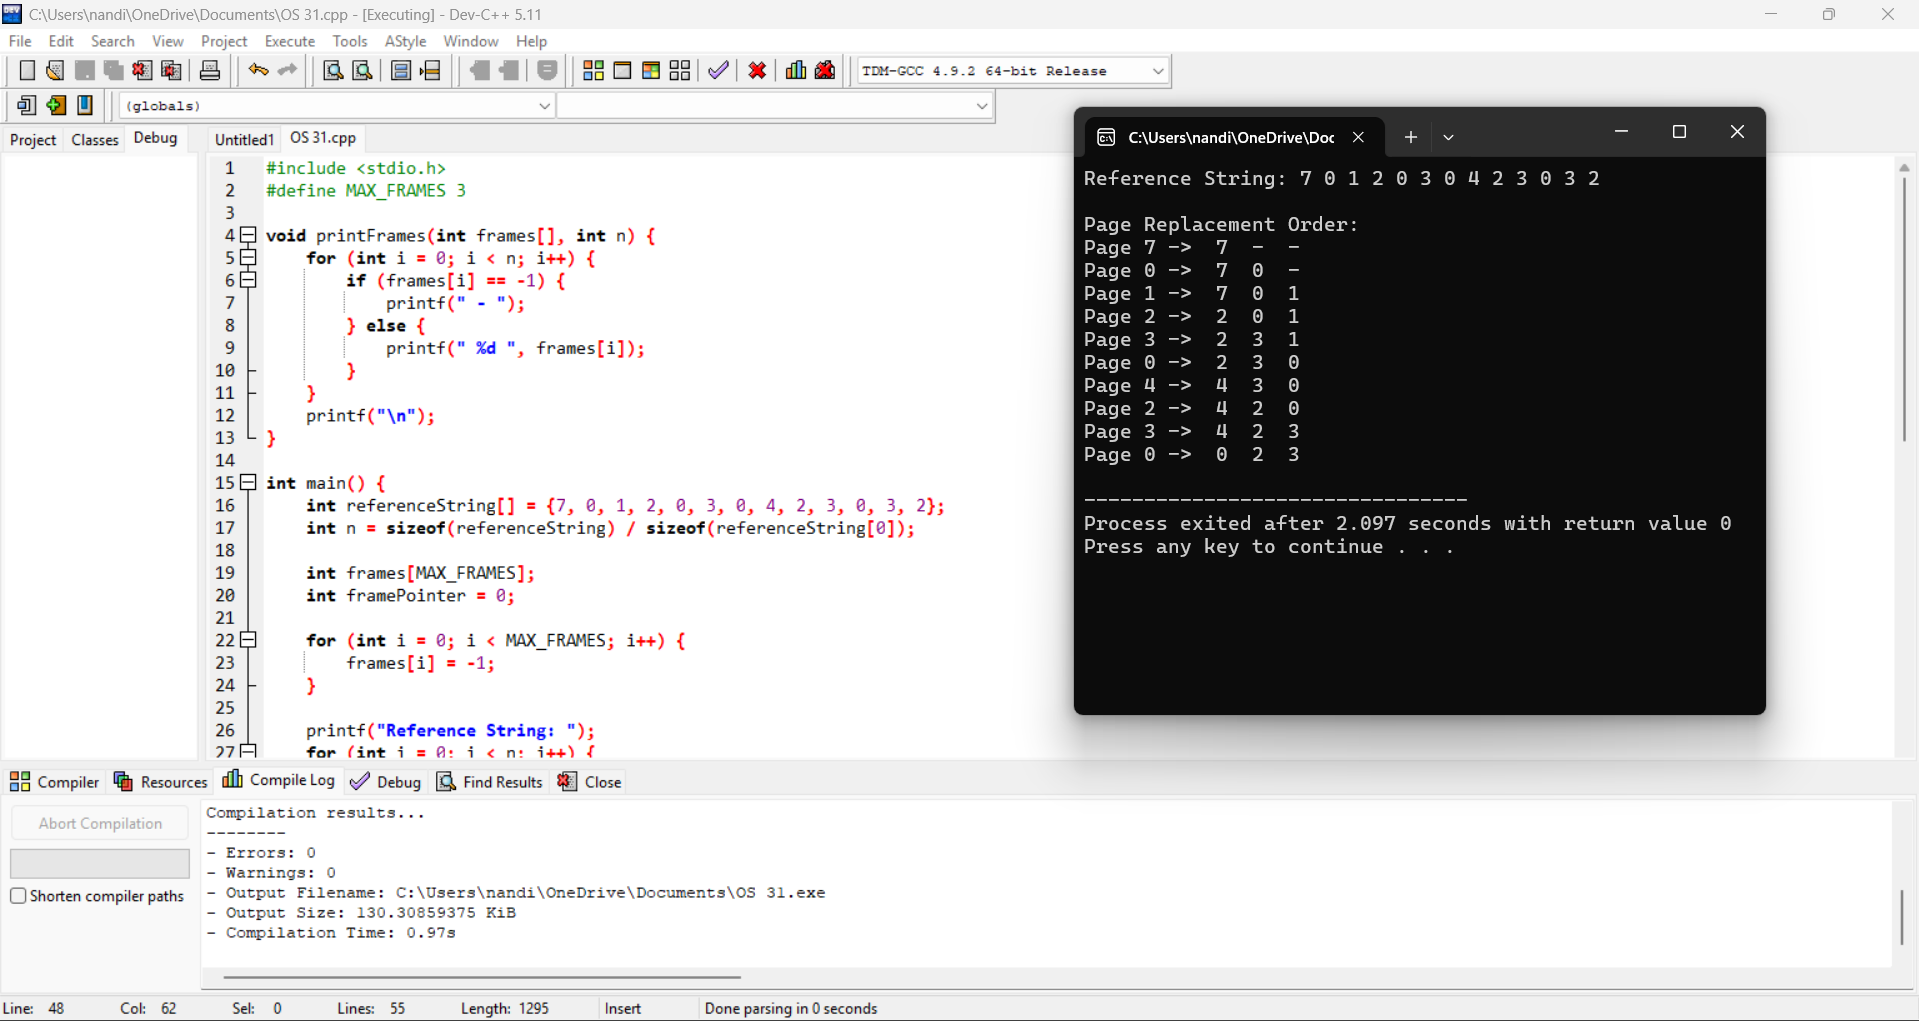 C:\Users\nandi\OneDrive\Documents\OS 31.cpp - [Executing] - Dev-C++ 5.11
File Edit Search View Project Execute Tools AStyle Window Help
TDM-GCC 4.9.2 64-bit Release
(globals)
Project Classes Debug Untitled1 OS 31.cpp
1 #include <stdio.h>
2 #define MAX_FRAMES 3
3
4 void printFrames(int frames[], int n) {
5 for (int i = 0; i < n; i++) {
6 if (frames[i] == -1) {
7 printf(" - ");
8 } else {
9 printf(" %d ", frames[i]);
10 }
11 }
12 printf("\n");
13 }
14
15 int main() {
16 int referenceString[] = {7, 0, 1, 2, 0, 3, 0, 4, 2, 3, 0, 3, 2};
17 int n = sizeof(referenceString) / sizeof(referenceString[0]);
18
19 int frames[MAX_FRAMES];
20 int framePointer = 0;
21
22 for (int i = 0; i < MAX_FRAMES; i++) {
23 frames[i] = -1;
24 }
25
26 printf("Reference String: ");
27 for (int i = 0; i < n; i++) {
C:\Users\nandi\OneDrive\Doc
Reference String: 7 0 1 2 0 3 0 4 2 3 0 3 2
Page Replacement Order:
Page 7 -> 7 - -
Page 0 -> 7 0 -
Page 1 -> 7 0 1
Page 2 -> 2 0 1
Page 3 -> 2 3 1
Page 0 -> 2 3 0
Page 4 -> 4 3 0
Page 2 -> 4 2 0
Page 3 -> 4 2 3
Page 0 -> 0 2 3
--------------------------------
Process exited after 2.097 seconds with return value 0
Press any key to continue . . .
Compiler Resources Compile Log Debug Find Results Close
Abort Compilation
Shorten compiler paths
Compilation results...
--------
- Errors: 0
- Warnings: 0
- Output Filename: C:\Users\nandi\OneDrive\Documents\OS 31.exe
- Output Size: 130.30859375 KiB
- Compilation Time: 0.97s
Line: 48 Col: 62 Sel: 0 Lines: 55 Length: 1295 Insert Done parsing in 0 seconds